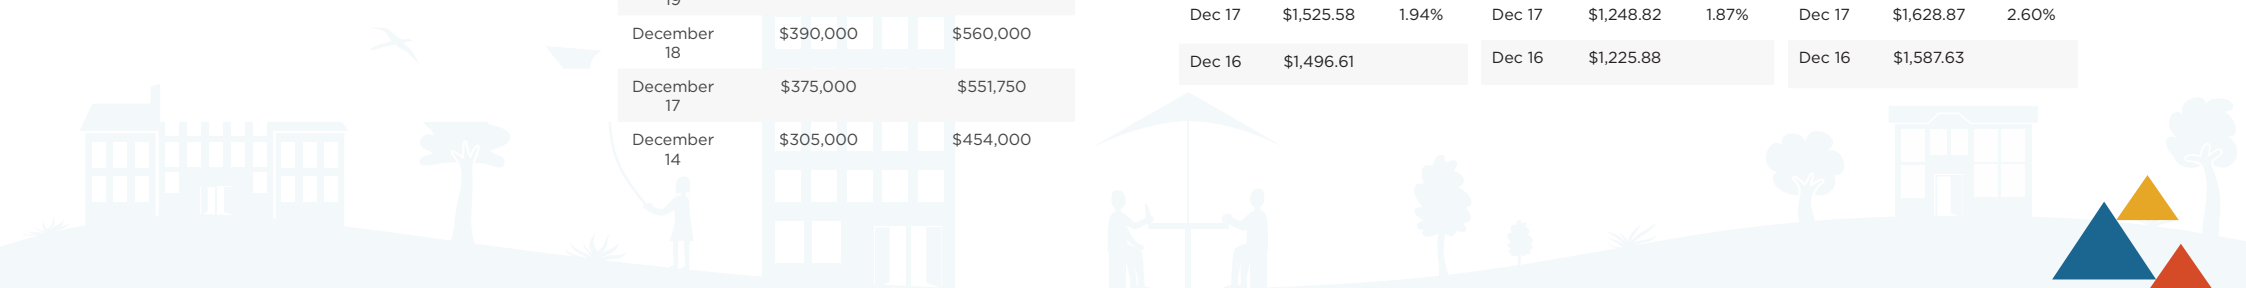 19
December $390,000 $560,000
18
December $375,000 $551,750
17
December $305,000 $454,000
14
Dec 17 $1,525.58 1.94%
Dec 16 $1,496.61
Dec 17 $1,248.82 1.87%
Dec 16 $1,225.88
Dec 17 $1,628.87 2.60%
Dec 16 $1,587.63